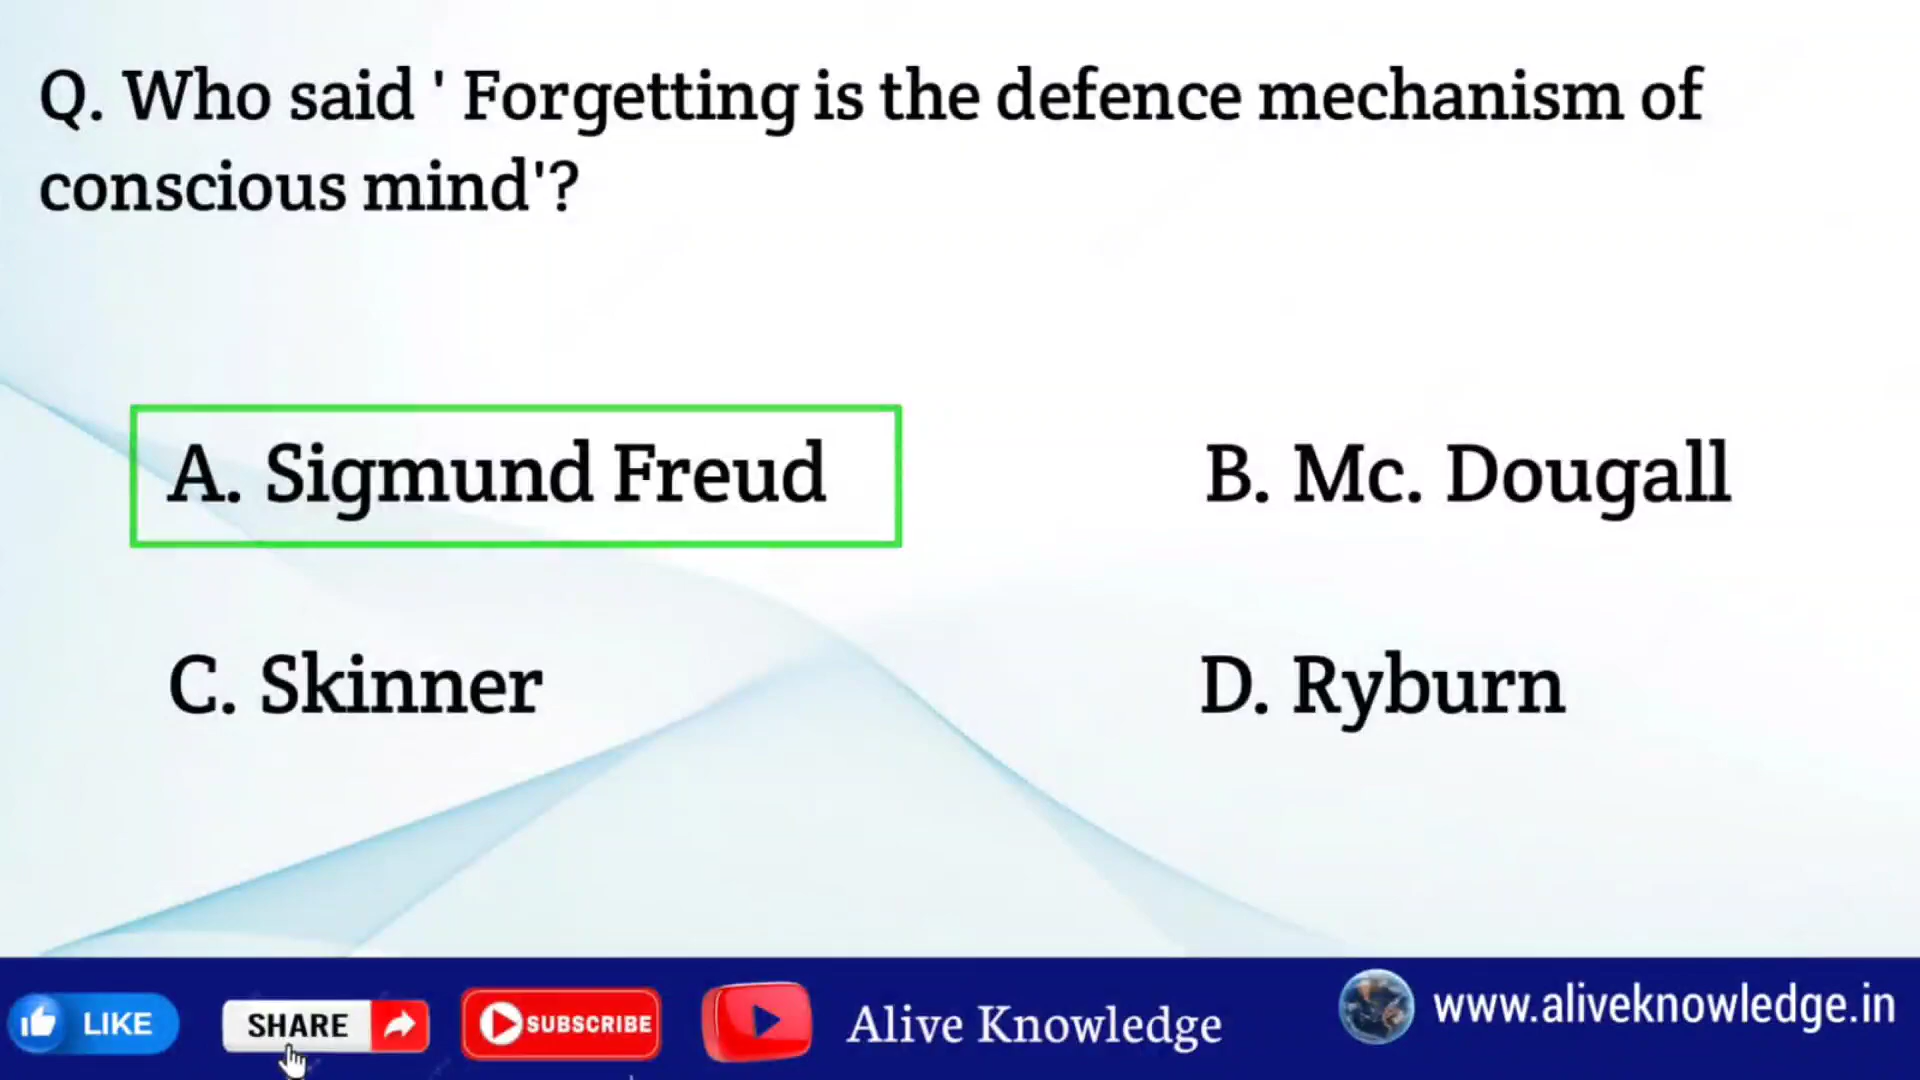 Q. Who said ' Forgetting is the defence mechanism of
conscious mind'?
A. Sigmund Freud
B. Mc. Dougall
C. Skinner
D. Ryburn
LIKE
SHARE
SUBSCRIBE
Alive Knowledge
www.aliveknowledge.in